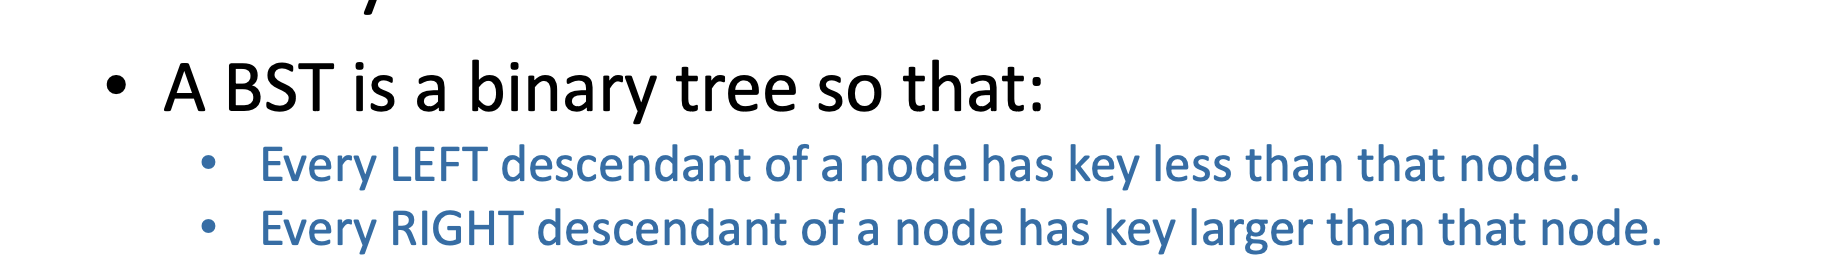 • A BST is a binary tree so that:
• Every LEFT descendant of a node has key less than that node.
• Every RIGHT descendant of a node has key larger than that node.